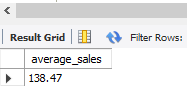 Result Grid Filter Rows:
average_sales
138.47